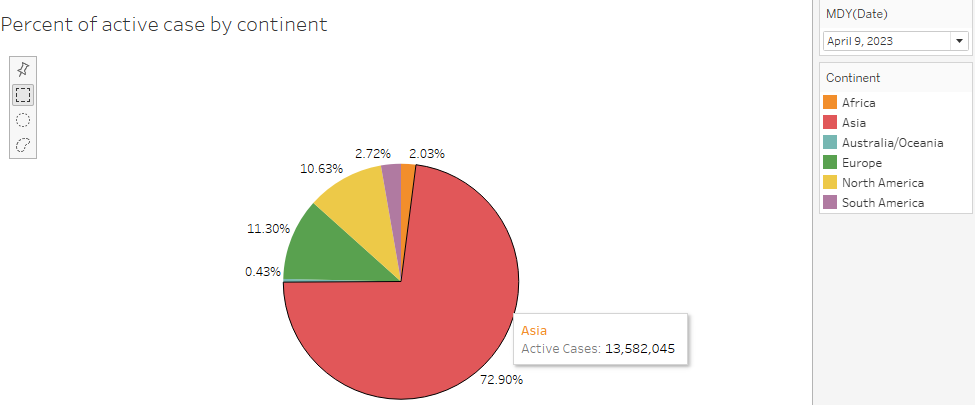 Percent of active case by continent
MDY(Date)
April 9, 2023
Continent
Africa
Asia
Australia/Oceania
Europe
North America
South America
2.72%
2.03%
10.63%
11.30%
0.43%
Asia
Active Cases: 13,582,045
72.90%